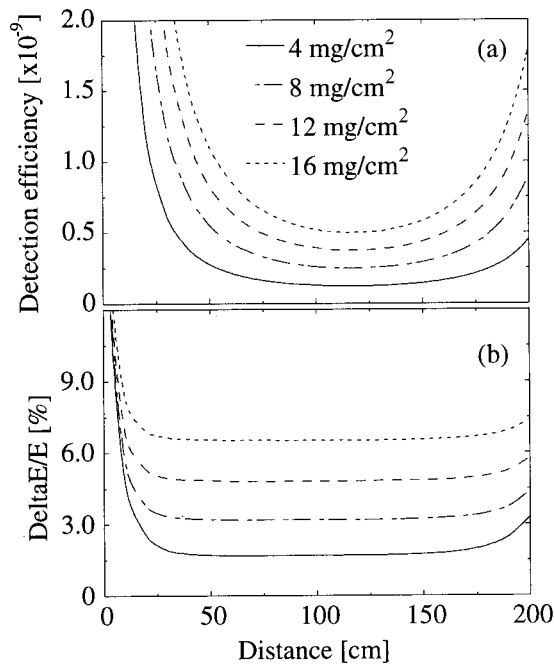 Detection efficiency [x10⁻⁹]
2.0
1.5
1.0
0.5
0
(a)
4 mg/cm²
8 mg/cm²
12 mg/cm²
16 mg/cm²
DeltaE/E [%]
9.0
6.0
3.0
0
(b)
0 50 100 150 200
Distance [cm]